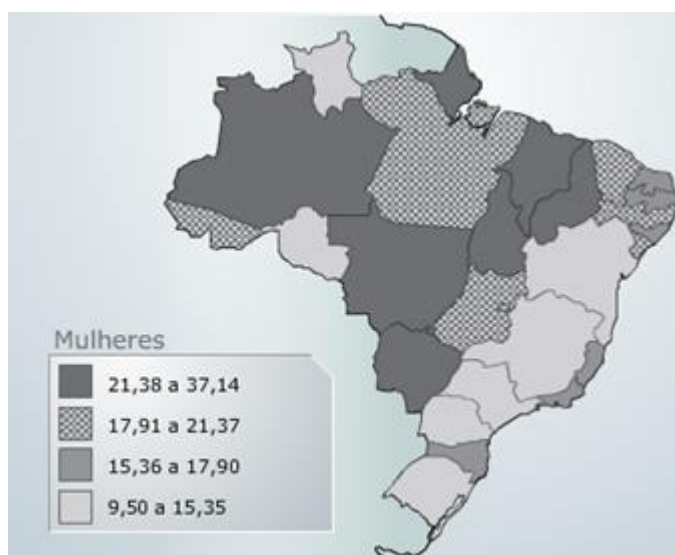 Mulheres
21,38 a 37,14
17,91 a 21,37
15,36 a 17,90
9,50 a 15,35